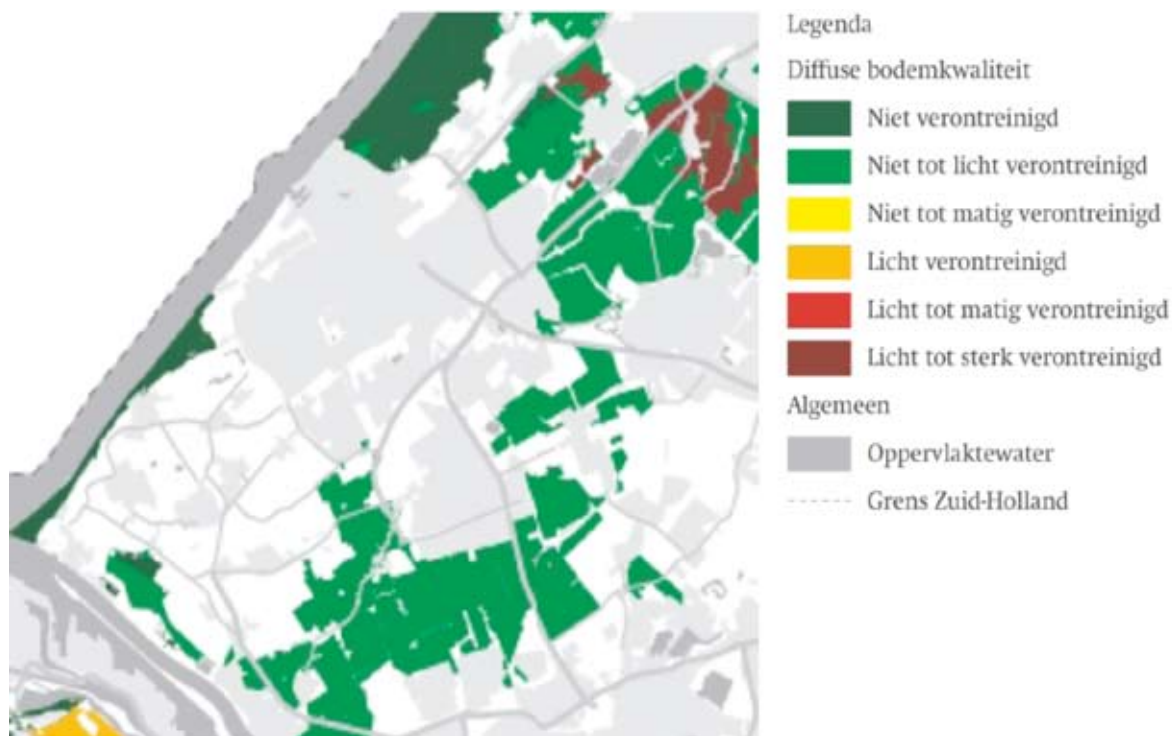 Legenda
Diffuse bodemkwaliteit
Niet verontreinigd
Niet tot licht verontreinigd
Niet tot matig verontreinigd
Licht verontreinigd
Licht tot matig verontreinigd
Licht tot sterk verontreinigd
Algemeen
Oppervlaktewater
Grens Zuid-Holland